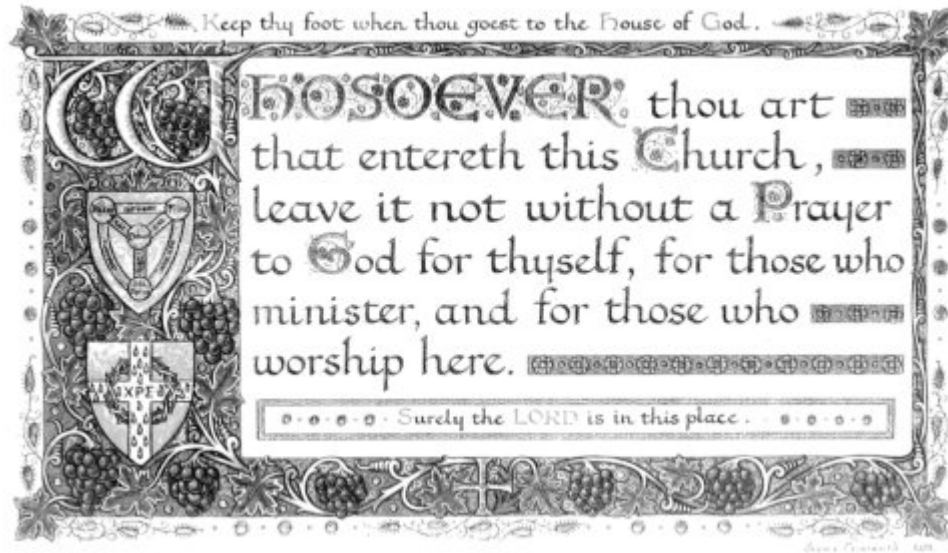 Keep thy foot when thou goest to the House of God.
WHOSOEVER thou art
that entereth this Church,
leave it not without a Prayer
to God for thyself, for those who
minister, and for those who
worship here.
Surely the LORD is in this place.
XPE